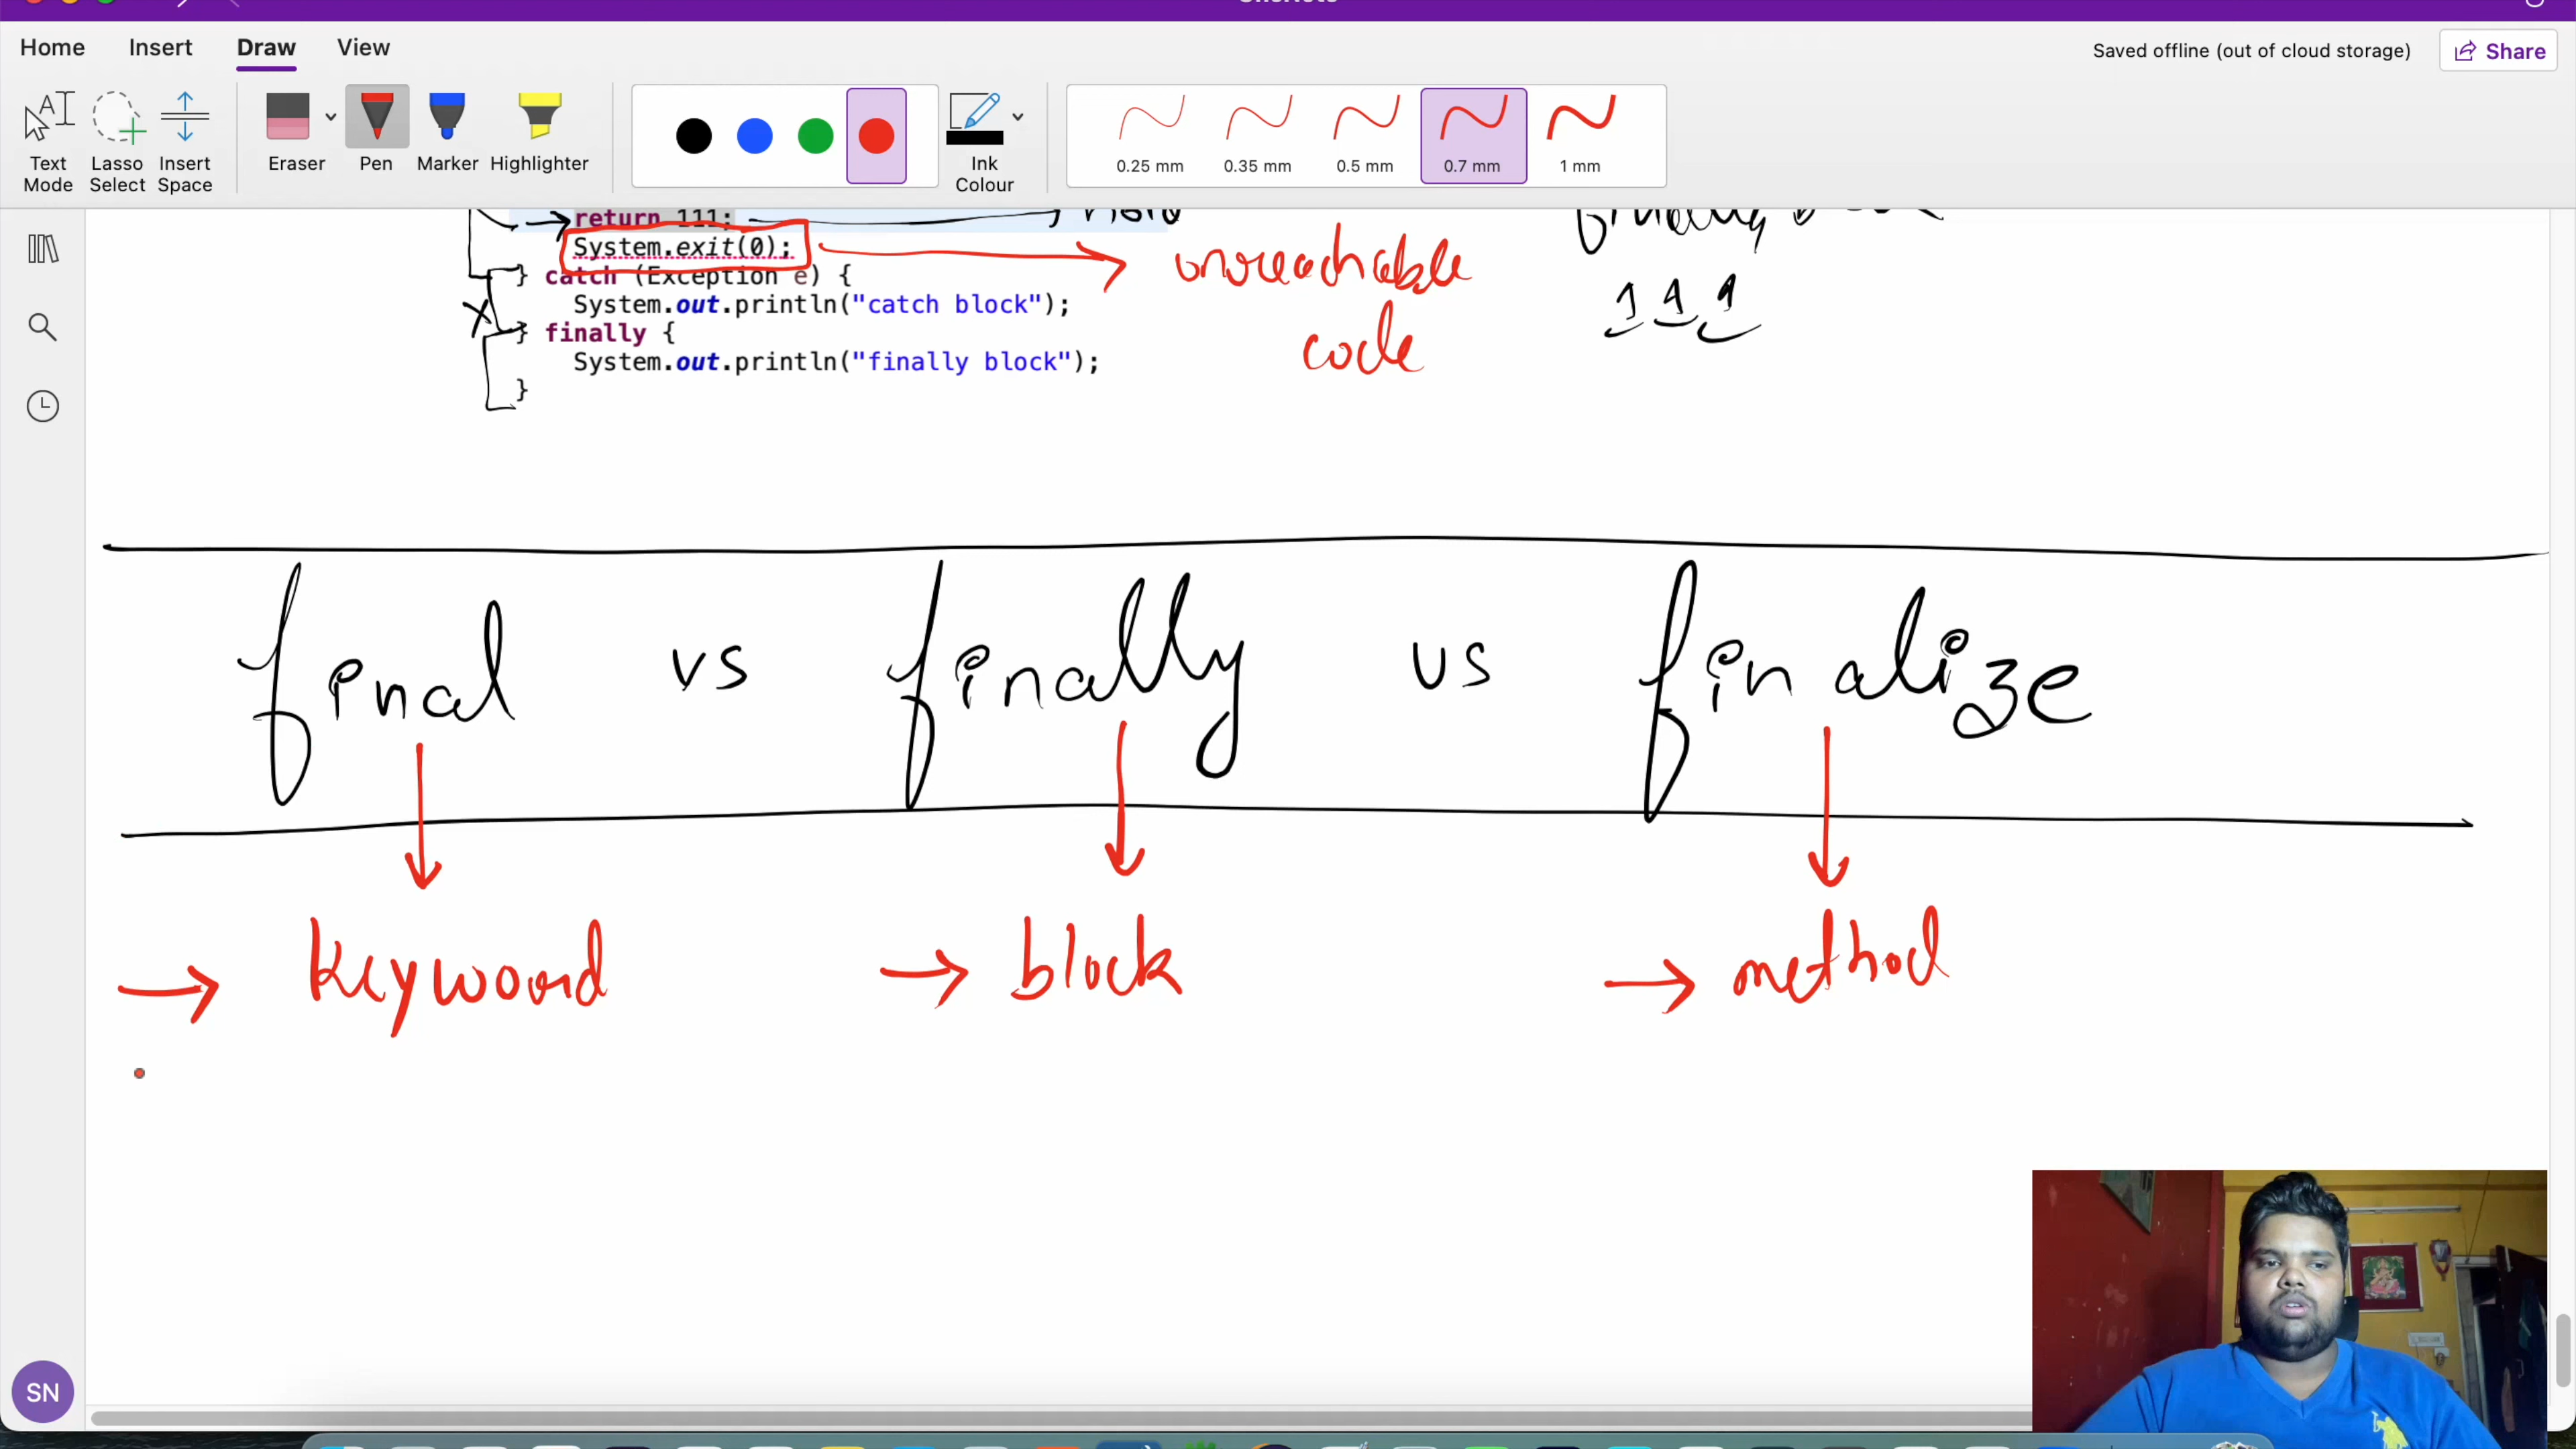 Home Insert Draw View
Saved offline (out of cloud storage) Share
Text Mode
Lasso Select
Insert Space
Eraser
Pen
Marker
Highlighter
Ink Colour
0.25 mm 0.35 mm 0.5 mm 0.7 mm 1 mm
return 111;
System.exit(0);
} catch (Exception e) {
System.out.println("catch block");
} finally {
System.out.println("finally block");
}
unreachable
code
111
X
final vs finally vs finalize
→ keyword → block → method
SN